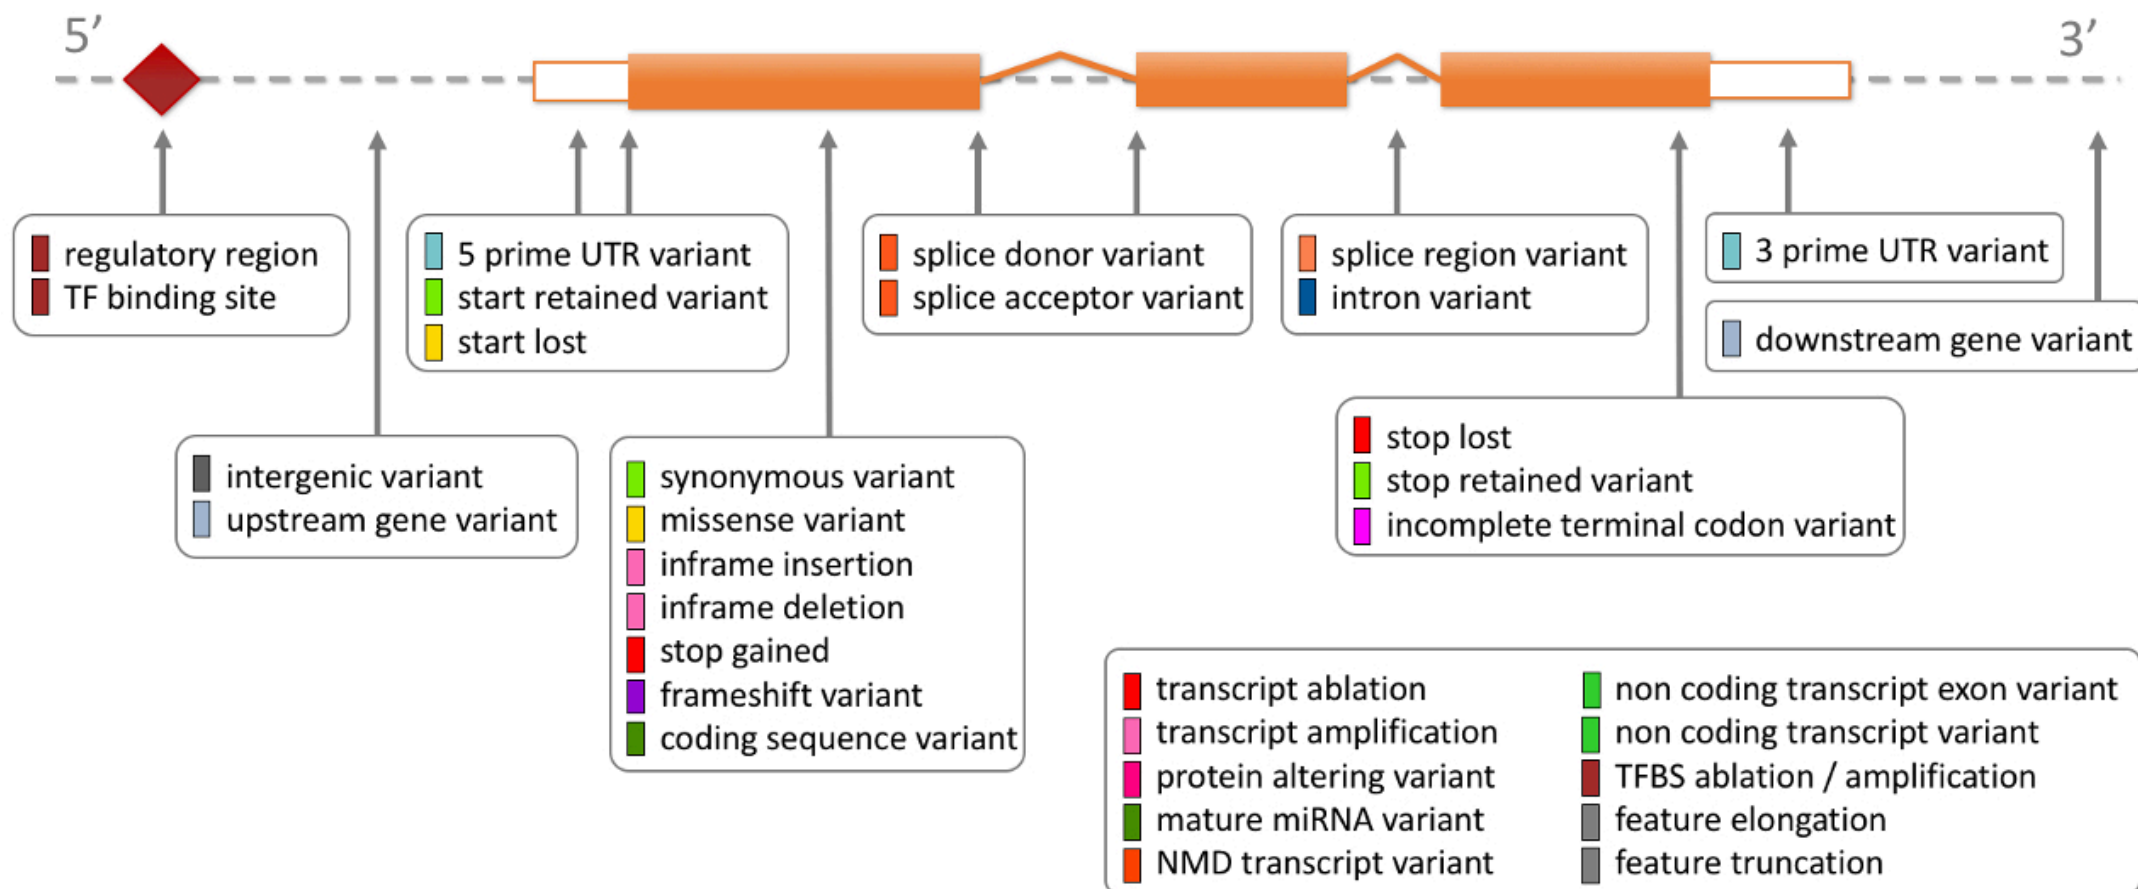 5′
3′
regulatory region
TF binding site
5 prime UTR variant
start retained variant
start lost
splice donor variant
splice acceptor variant
splice region variant
intron variant
3 prime UTR variant
downstream gene variant
intergenic variant
upstream gene variant
synonymous variant
missense variant
inframe insertion
inframe deletion
stop gained
frameshift variant
coding sequence variant
stop lost
stop retained variant
incomplete terminal codon variant
transcript ablation
transcript amplification
protein altering variant
mature miRNA variant
NMD transcript variant
non coding transcript exon variant
non coding transcript variant
TFBS ablation / amplification
feature elongation
feature truncation